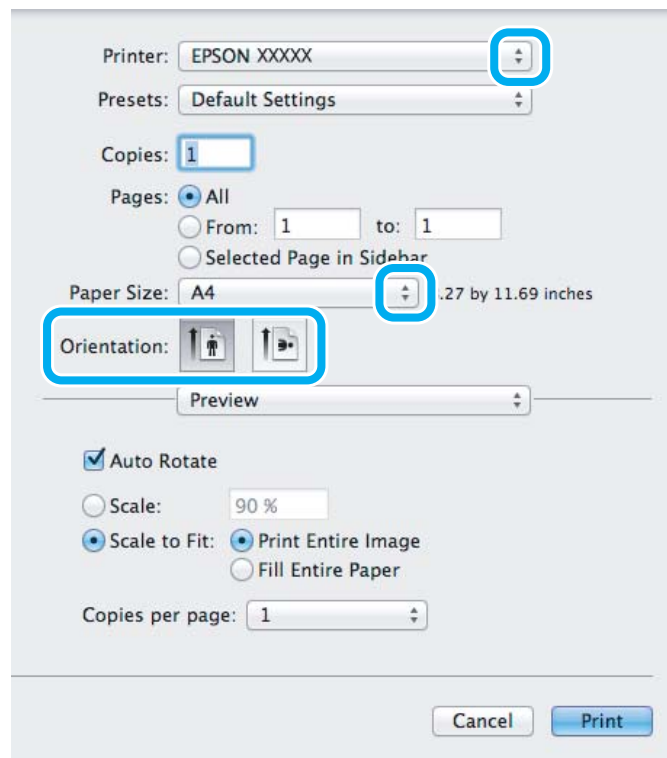 Printer: EPSON XXXXX
Presets: Default Settings
Copies: 1
Pages: All
From: 1 to: 1
Selected Page in Sidebar
Paper Size: A4 .27 by 11.69 inches
Orientation:
Preview
Auto Rotate
Scale: 90 %
Scale to Fit: Print Entire Image
Fill Entire Paper
Copies per page: 1
Cancel Print